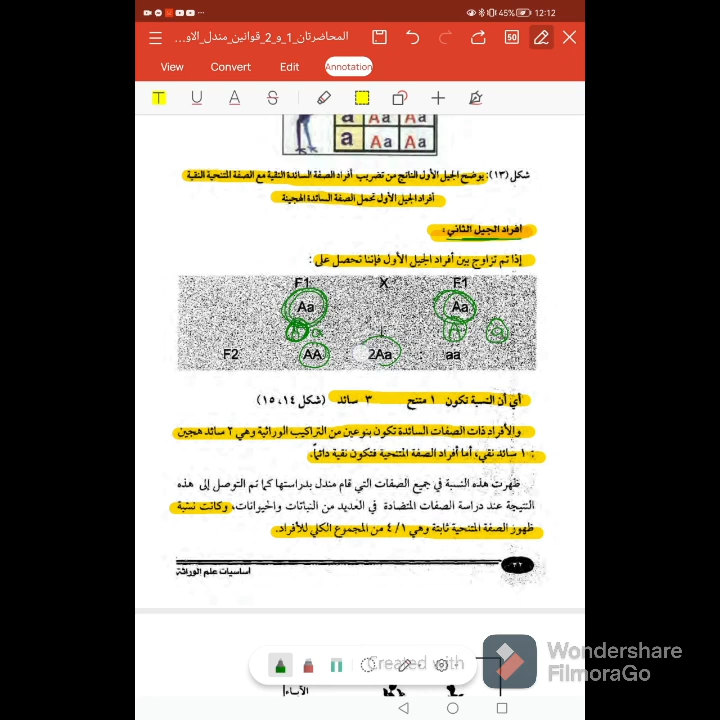 45% 12:12
المحاضرتان_1_و_2_قوانين_مندل_الاو...
50
View Convert Edit Annotation
T U A S
a Aa Aa
a Aa Aa
شكل (١٣): يوضح الجيل الأول الناتج من تضريب أفراد الصفة السائدة النقية مع الصفة المتنحية النقية
أفراد الجيل الأول تحمل الصفة السائدة الهجينة
أفراد الجيل الثاني :
إذا تم تزاوج بين أفراد الجيل الأول فإننا نحصل على :
F1 X F1
Aa Aa
F2 AA : 2Aa : aa
أي أن النسبة تكون ١ متنح ٣ سائد (شكل ١٤، ١٥)
والأفراد ذات الصفات السائدة تكون بنوعين من التراكيب الوراثية وهي ٢ سائد هجين
: ١ سائد نقي، أما أفراد الصفة المتنحية فتكون نقية دائماً.
ظهرت هذه النسبة في جميع الصفات التي قام مندل بدراستها كما تم التوصل إلى هذه
النتيجة عند دراسة الصفات المتضادة في العديد من النباتات والحيوانات، وكانت نسبة
ظهور الصفة المتنحية ثابتة وهي ١/ ٤ من المجموع الكلي للأفراد.
٣٢
أساسيات علم الوراثة
Created with
Wondershare
FilmoraGo
الآباء